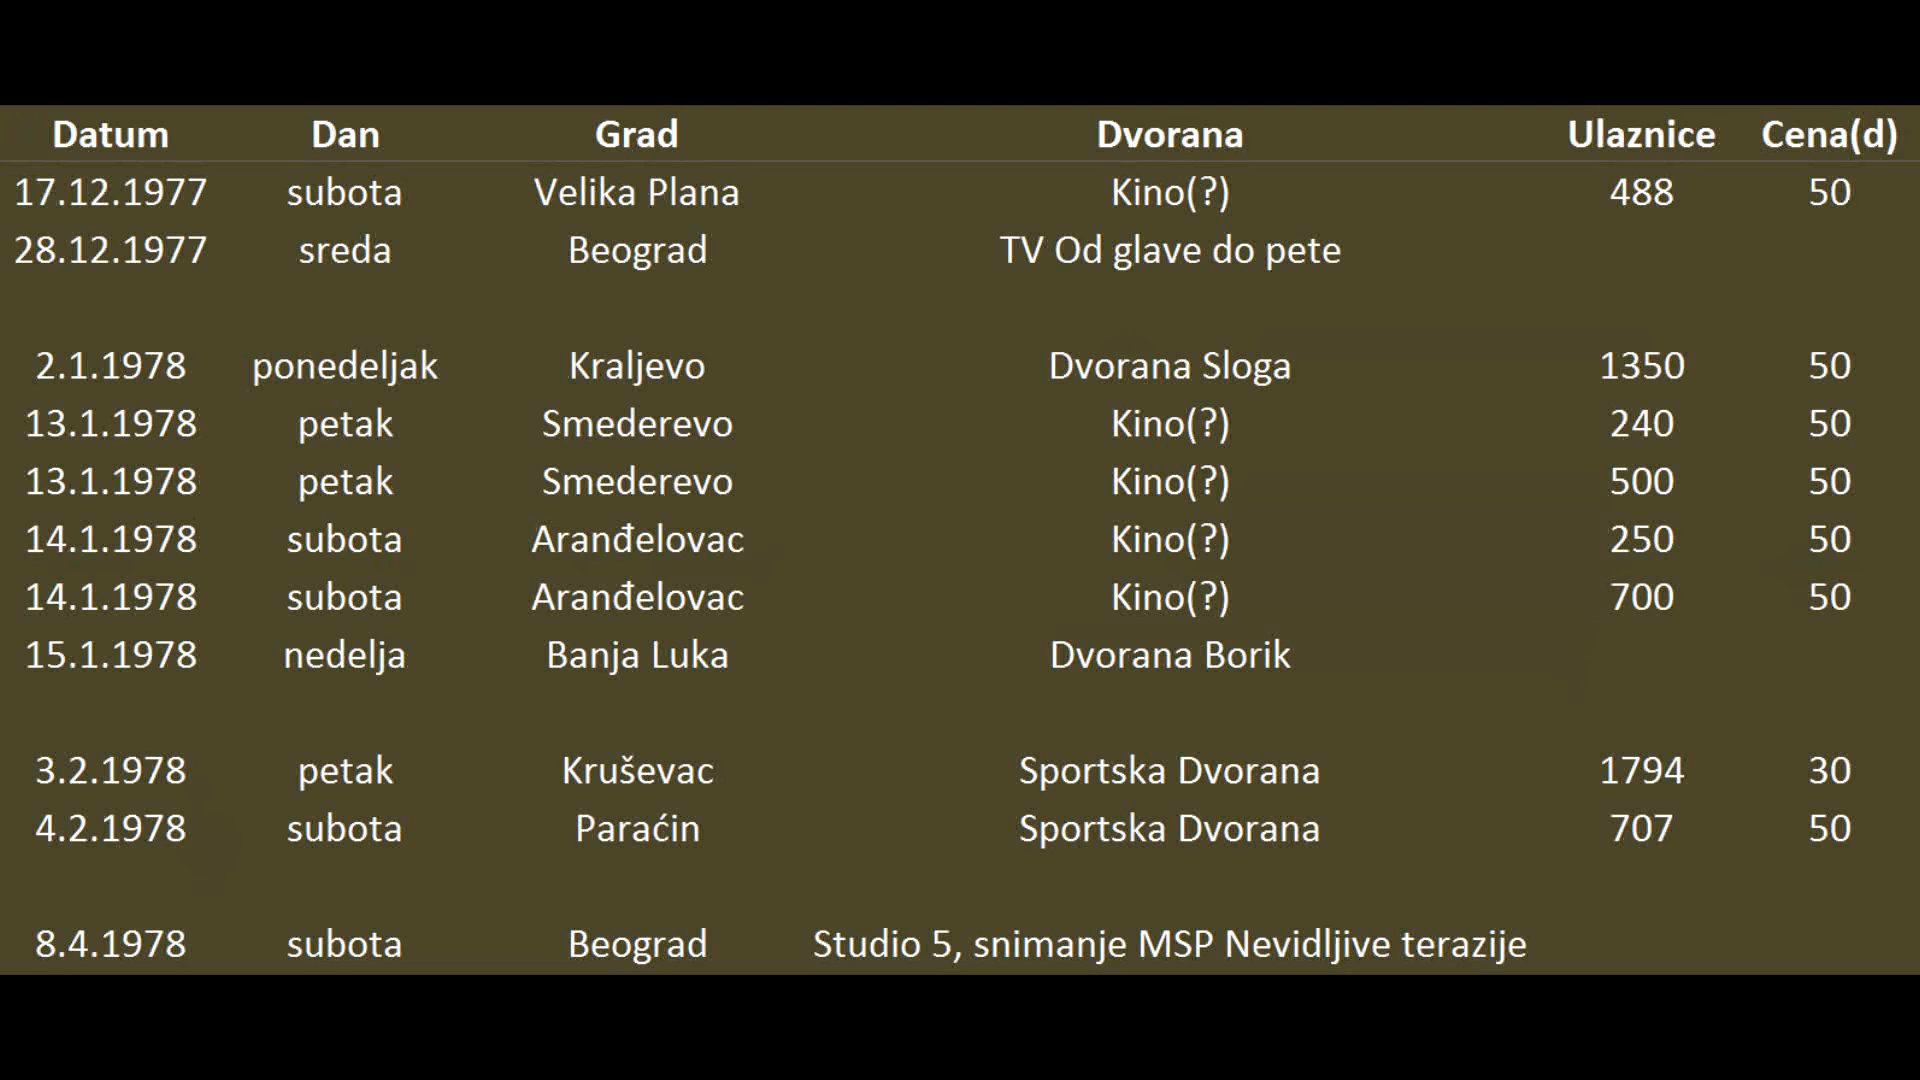 Datum Dan Grad Dvorana Ulaznice Cena(d)
17.12.1977 subota Velika Plana Kino(?) 488 50
28.12.1977 sreda Beograd TV Od glave do pete
2.1.1978 ponedeljak Kraljevo Dvorana Sloga 1350 50
13.1.1978 petak Smederevo Kino(?) 240 50
13.1.1978 petak Smederevo Kino(?) 500 50
14.1.1978 subota Aranđelovac Kino(?) 250 50
14.1.1978 subota Aranđelovac Kino(?) 700 50
15.1.1978 nedelja Banja Luka Dvorana Borik
3.2.1978 petak Kruševac Sportska Dvorana 1794 30
4.2.1978 subota Paraćin Sportska Dvorana 707 50
8.4.1978 subota Beograd Studio 5, snimanje MSP Nevidljive terazije